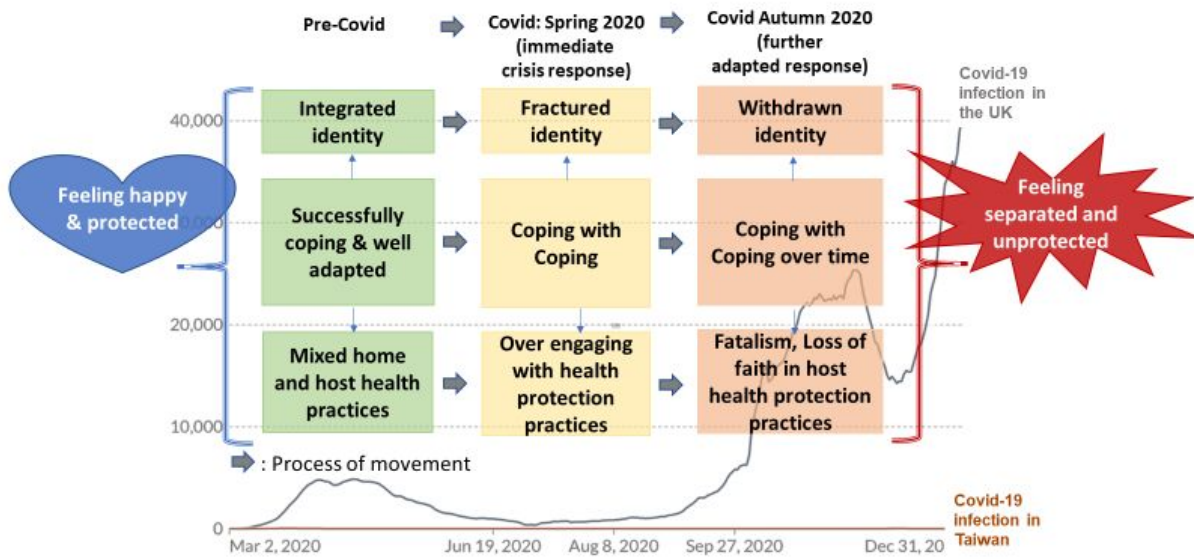 Pre-Covid
Covid: Spring 2020
(immediate
crisis response)
Covid Autumn 2020
(further
adapted response)
Covid-19
infection in
the UK
40,000
Integrated
identity
Fractured
identity
Withdrawn
identity
Feeling happy
& protected
0,000
Successfully
coping & well
adapted
Coping with
Coping
Coping with
Coping over time
Feeling
separated and
unprotected
20,000
Mixed home
and host health
practices
Over engaging
with health
protection
practices
Fatalism, Loss of
faith in host
health protection
practices
10,000
: Process of movement
0
Covid-19
infection in
Taiwan
Mar 2, 2020
Jun 19, 2020
Aug 8, 2020
Sep 27, 2020
Dec 31, 20